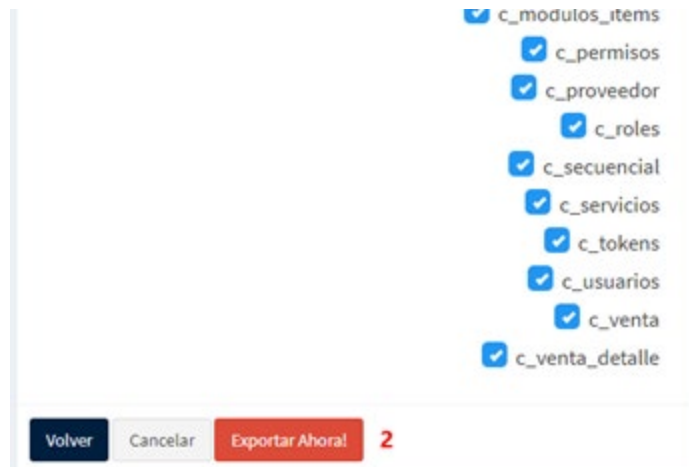 c_modulos_items
c_permisos
c_proveedor
c_roles
c_secuencial
c_servicios
c_tokens
c_usuarios
c_venta
c_venta_detalle
Volver Cancelar Exportar Ahora! 2